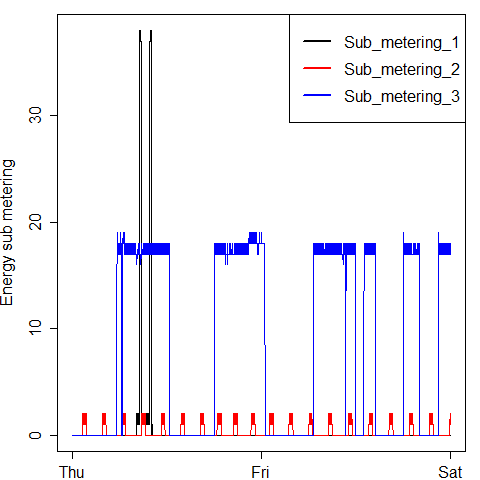 Sub_metering_1
Sub_metering_2
Sub_metering_3
Energy sub metering
30
20
10
0
Thu Fri Sat